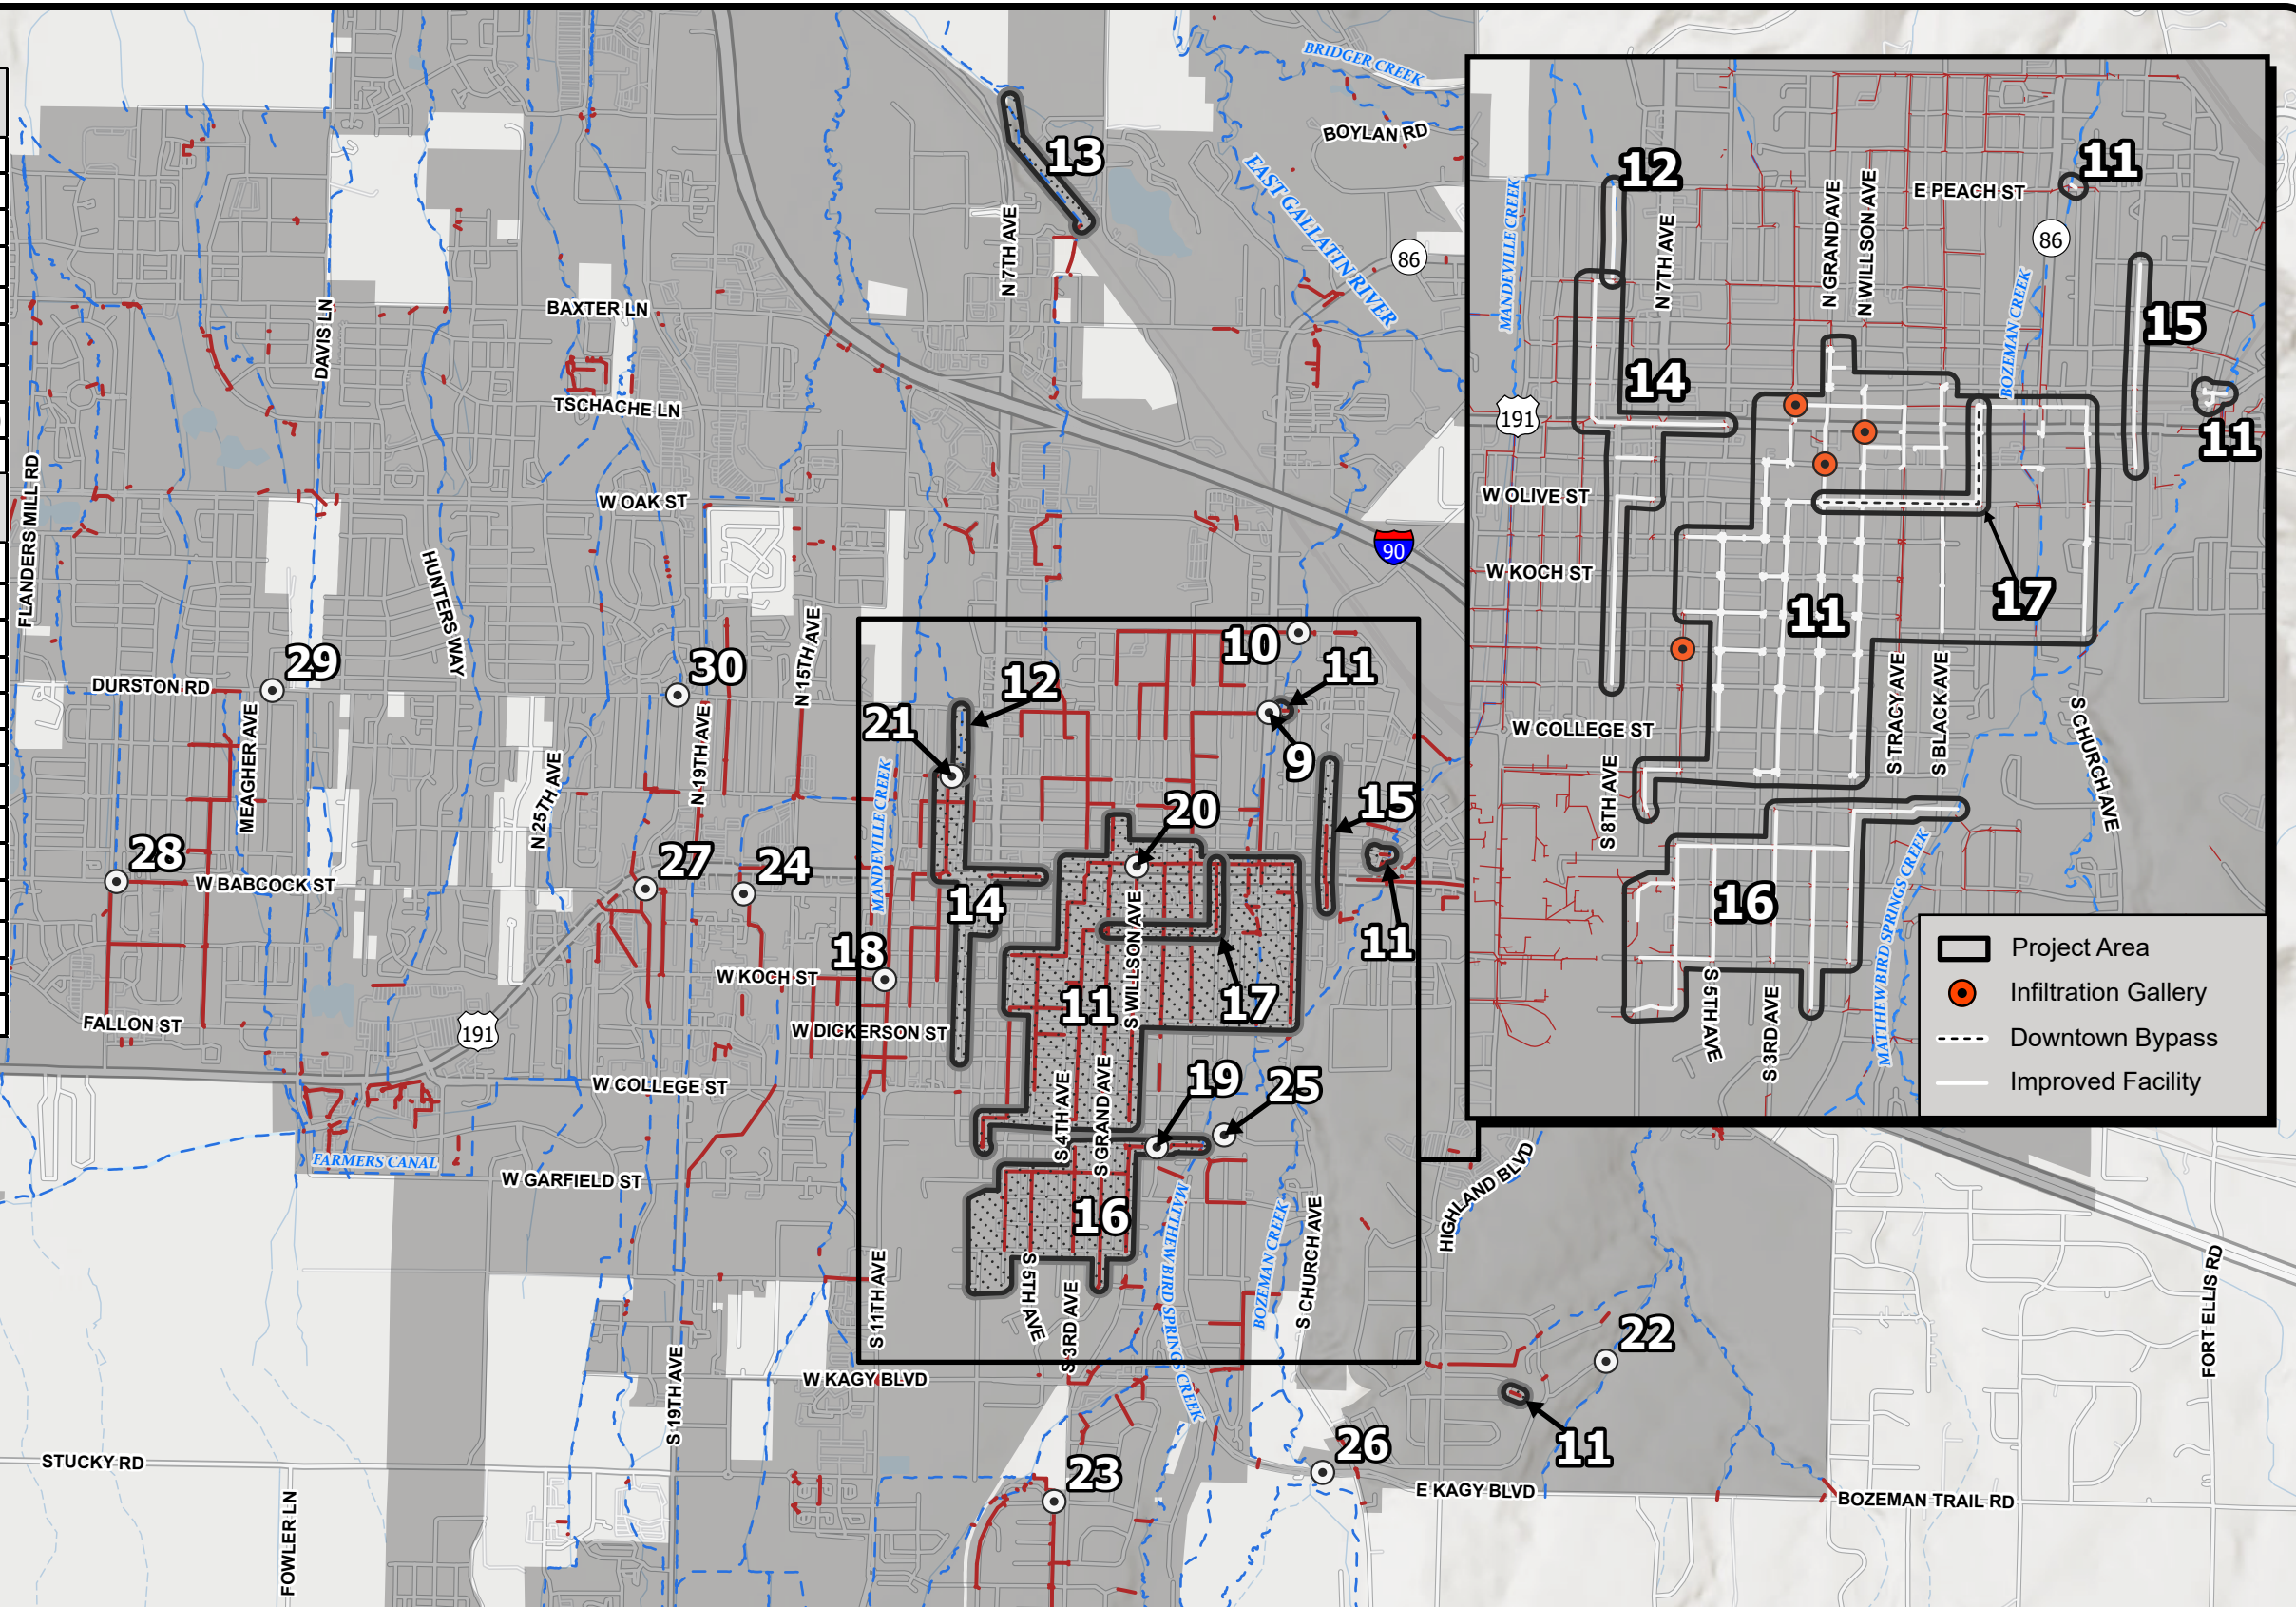 BRIDGER CREEK
BOYLAN RD
EAST GALLATIN RIVER
13
N 7TH AVE
86
BAXTER LN
DAVIS LN
TSCHACHE LN
FLANDERS MILL RD
W OAK ST
HUNTERS WAY
90
29
30
N 15TH AVE
DURSTON RD
MEAGHER AVE
N 19TH AVE
10
11
12
21
9
N 25TH AVE
MANDEVILLE CREEK
15
20
28
W BABCOCK ST
27
24
14
S WILLSON AVE
11
18
W KOCH ST
11
17
FALLON ST
191
W DICKERSON ST
W COLLEGE ST
S 4TH AVE
S GRAND AVE
19
25
FARMERS CANAL
W GARFIELD ST
16
MATTHEW BIRD SPRINGS CREEK
BOZEMAN CREEK
S CHURCH AVE
HIGHLAND BLVD
S 11TH AVE
S 5TH AVE
S 3RD AVE
22
FORT ELLIS RD
W KAGY BLVD
S 19TH AVE
11
26
STUCKY RD
23
E KAGY BLVD
BOZEMAN TRAIL RD
FOWLER LN
12
11
E PEACH ST
N GRAND AVE
N WILLSON AVE
MANDEVILLE CREEK
N 7TH AVE
86
BOZEMAN CREEK
15
14
191
11
W OLIVE ST
W KOCH ST
17
11
S TRACY AVE
S BLACK AVE
S CHURCH AVE
W COLLEGE ST
S 8TH AVE
16
MATTHEW BIRD SPRINGS CREEK
S 5TH AVE
S 3RD AVE
Project Area
Infiltration Gallery
Downtown Bypass
Improved Facility